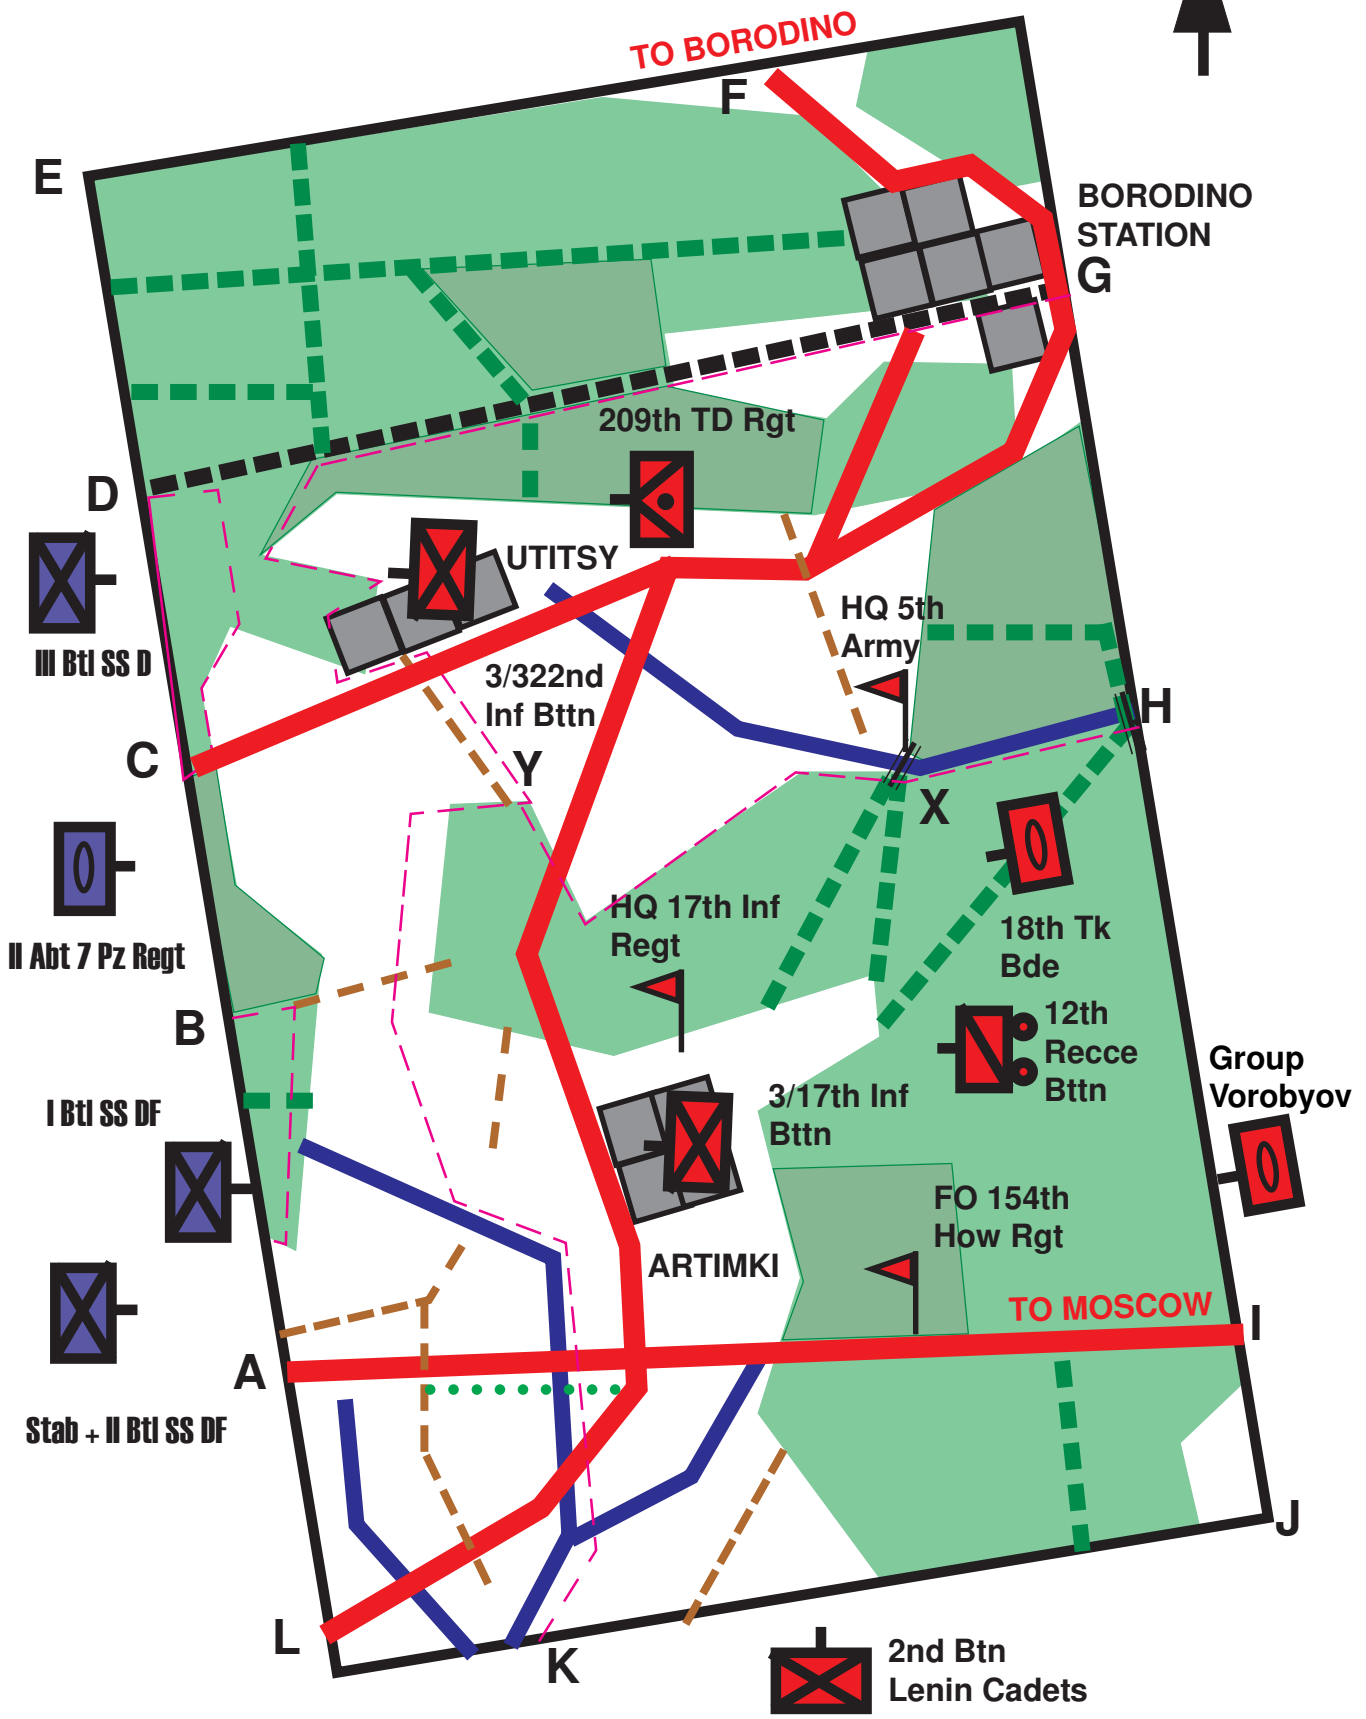 TO BORODINO
F
E
BORODINO
STATION
G
209th TD Rgt
D
UTITSY
HQ 5th
Army
III Btl SS D
3/322nd
Inf Bttn
H
C
Y
X
HQ 17th Inf
Regt
18th Tk
Bde
II Abt 7 Pz Regt
B
12th
Recce
Bttn
Group
Vorobyov
I Btl SS DF
3/17th Inf
Bttn
FO 154th
How Rgt
ARTIMKI
TO MOSCOW
I
A
Stab + II Btl SS DF
J
L
K
2nd Btn
Lenin Cadets